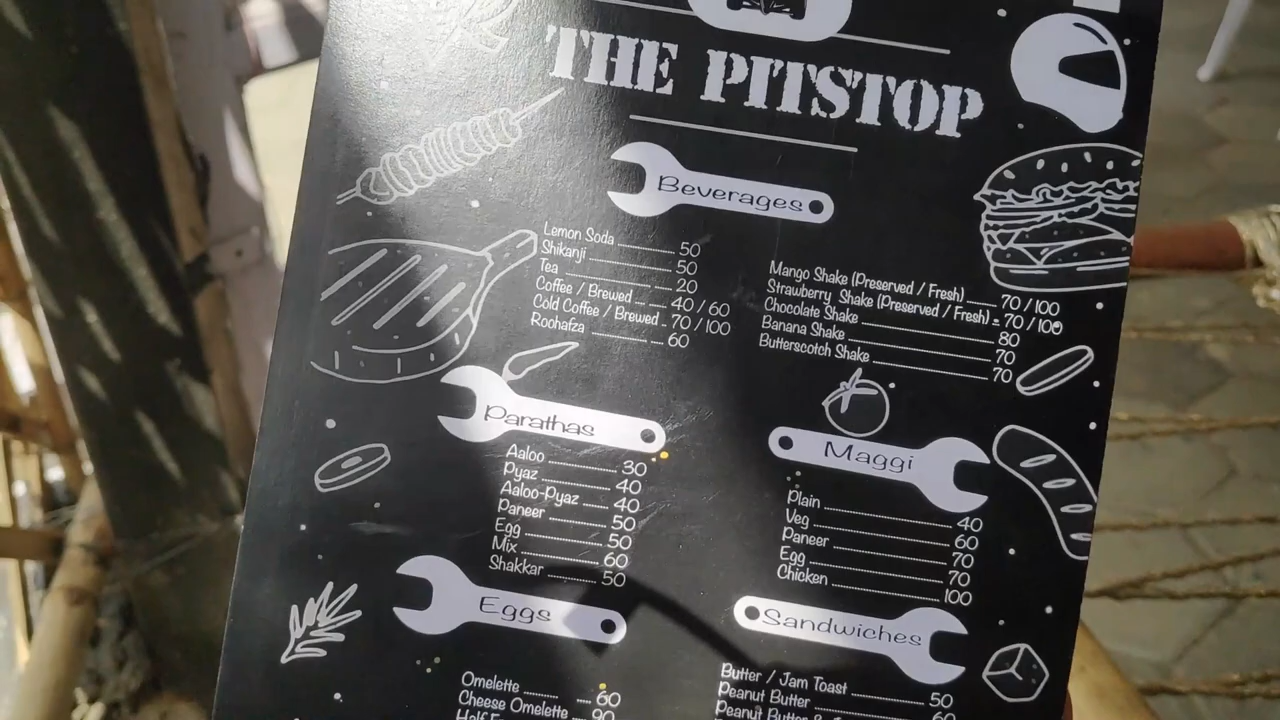 THE PITSTOP
Beverages
Lemon Soda 50
Shikanji 50
Tea 20
Coffee / Brewed 40 / 60
Cold Coffee / Brewed 70 / 100
Roohafza 60
Mango Shake (Preserved / Fresh) 70 / 100
Strawberry Shake (Preserved / Fresh) 70 / 100
Chocolate Shake 80
Banana Shake 70
Butterscotch Shake 70
Parathas
Aaloo 30
Pyaz 40
Aaloo-Pyaz 40
Paneer 50
Egg 50
Mix 60
Shakkar 50
Maggi
Plain 40
Veg 60
Paneer 70
Egg 70
Chicken 100
Eggs
Omelette 60
Cheese Omelette 90
Sandwiches
Butter / Jam Toast 50
Peanut Butter 60
Peanut Butter